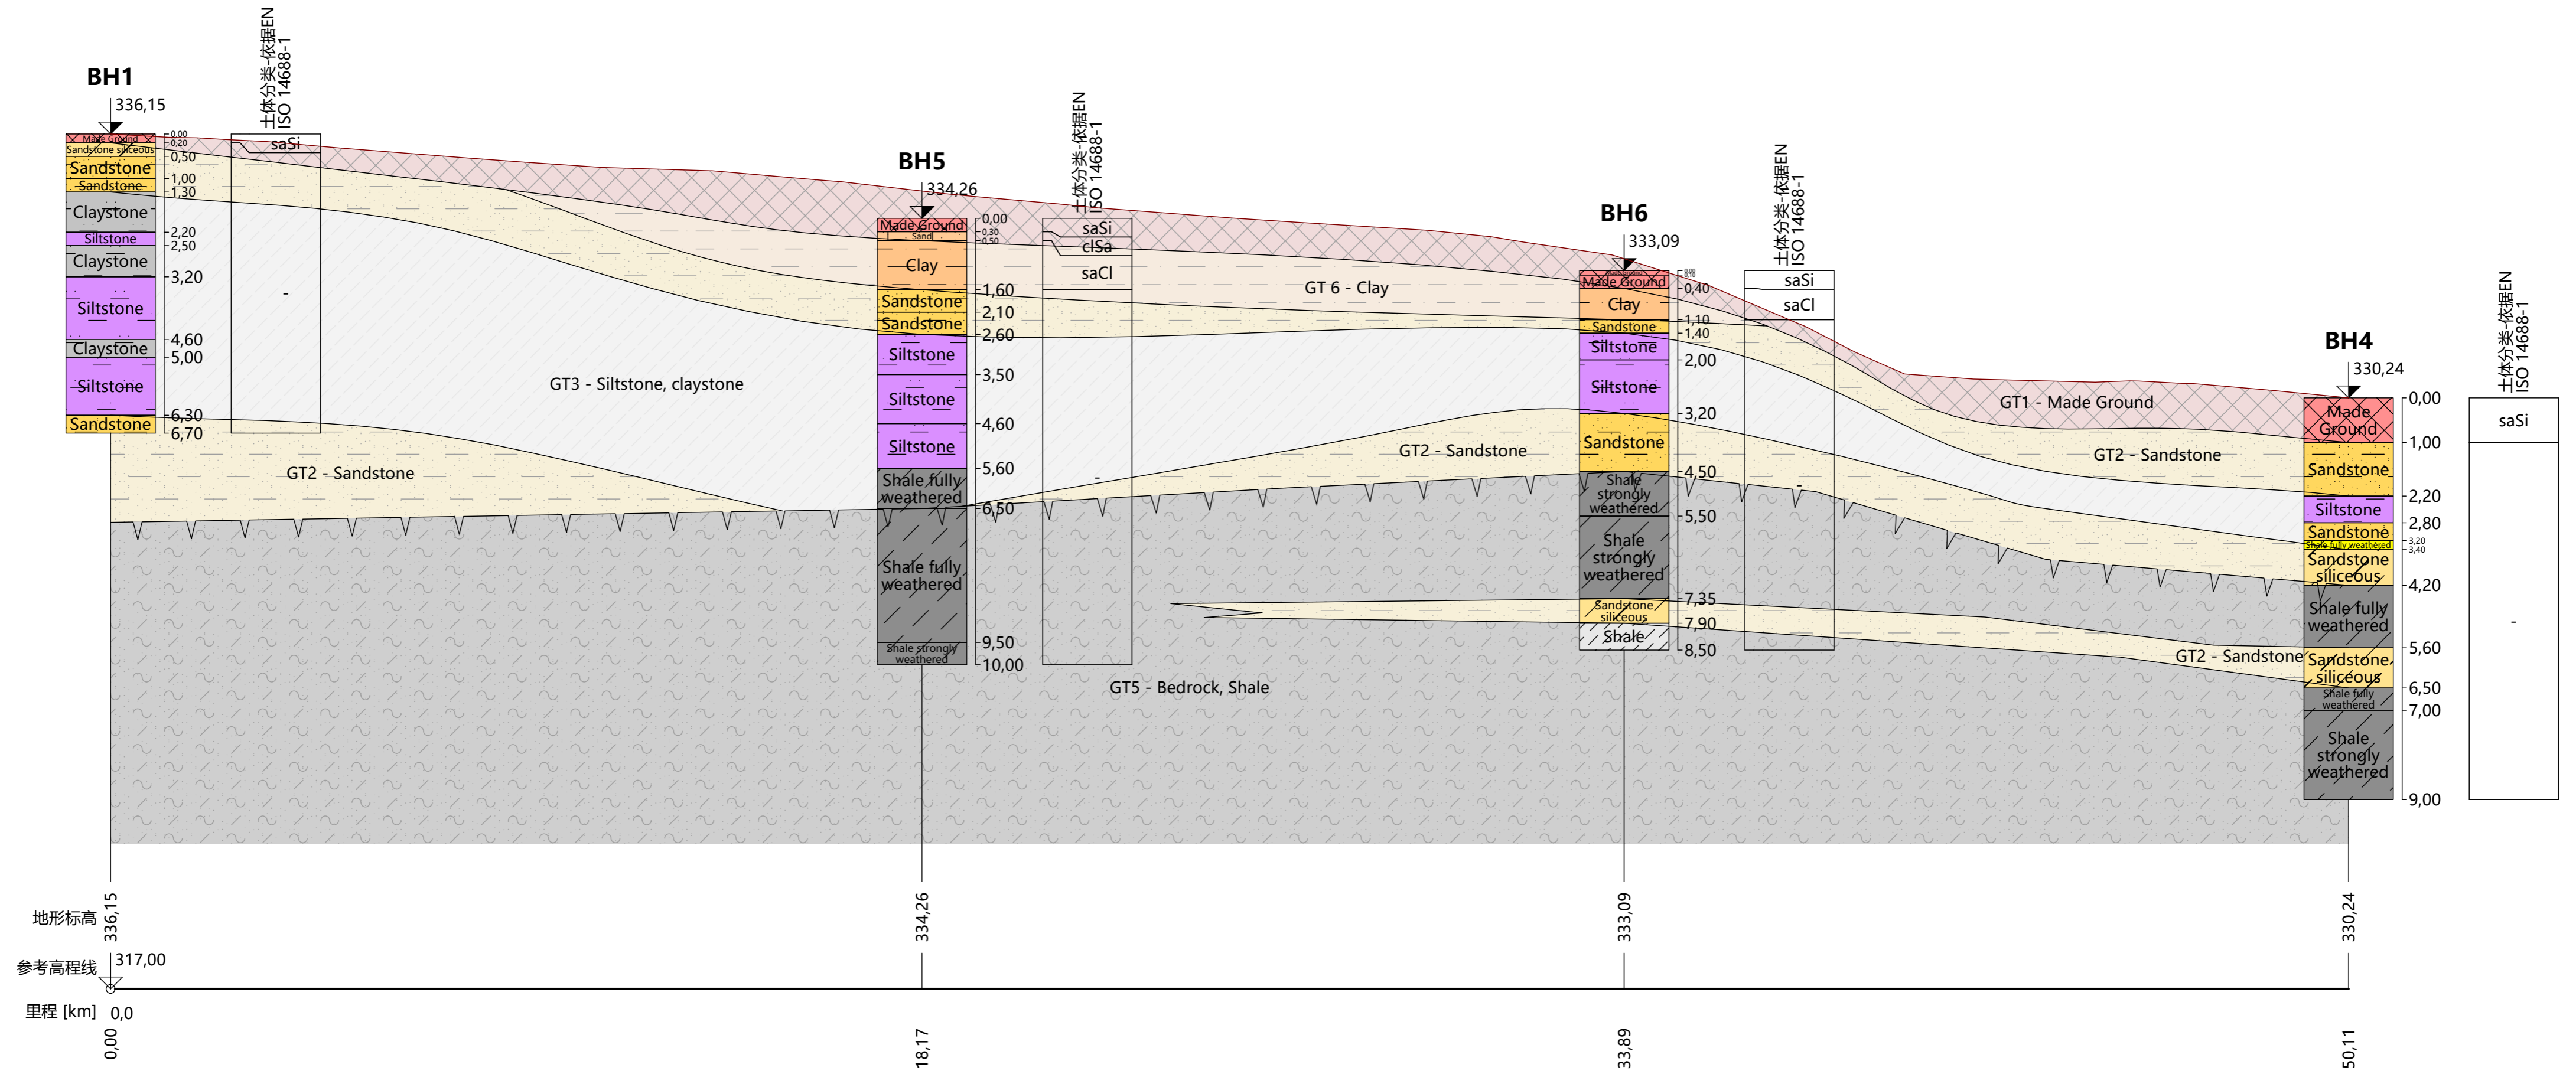 BH1
336,15
土体分类-依据EN
ISO 14688-1
Made Ground
Sandstone siliceous
Sandstone
Sandstone
Claystone
Siltstone
Claystone
Siltstone
Claystone
Siltstone
Sandstone
0,00
0,20
0,50
1,00
1,30
2,20
2,50
3,20
4,60
5,00
6,30
6,70
saSi
-
BH5
334,26
土体分类-依据EN
ISO 14688-1
Made Ground
Sand
Clay
Sandstone
Sandstone
Siltstone
Siltstone
Siltstone
Shale fully
weathered
Shale fully
weathered
Shale strongly
weathered
0,00
0,30
0,50
1,60
2,10
2,60
3,50
4,60
5,60
6,50
9,50
10,00
saSi
clSa
saCl
-
BH6
333,09
土体分类-依据EN
ISO 14688-1
Made Ground
Clay
Sandstone
Siltstone
Siltstone
Sandstone
Shale
strongly
weathered
Shale
strongly
weathered
Sandstone
siliceous
Shale
0,00
0,10
0,40
1,10
1,40
2,00
3,20
4,50
5,50
7,35
7,90
8,50
saSi
saCl
-
BH4
330,24
土体分类-依据EN
ISO 14688-1
Made
Ground
Sandstone
Siltstone
Sandstone
Shale fully weathered
Sandstone
siliceous
Shale fully
weathered
Sandstone
siliceous
Shale fully
weathered
Shale
strongly
weathered
0,00
1,00
2,20
2,80
3,20
3,40
4,20
5,60
6,50
7,00
9,00
saSi
-
GT 6 - Clay
GT3 - Siltstone, claystone
GT1 - Made Ground
GT2 - Sandstone
GT2 - Sandstone
GT2 - Sandstone
GT2 - Sandstone
GT5 - Bedrock, Shale
地形标高
336,15
334,26
333,09
330,24
参考高程线
317,00
里程 [km]
0,0
0,00
18,17
33,89
50,11